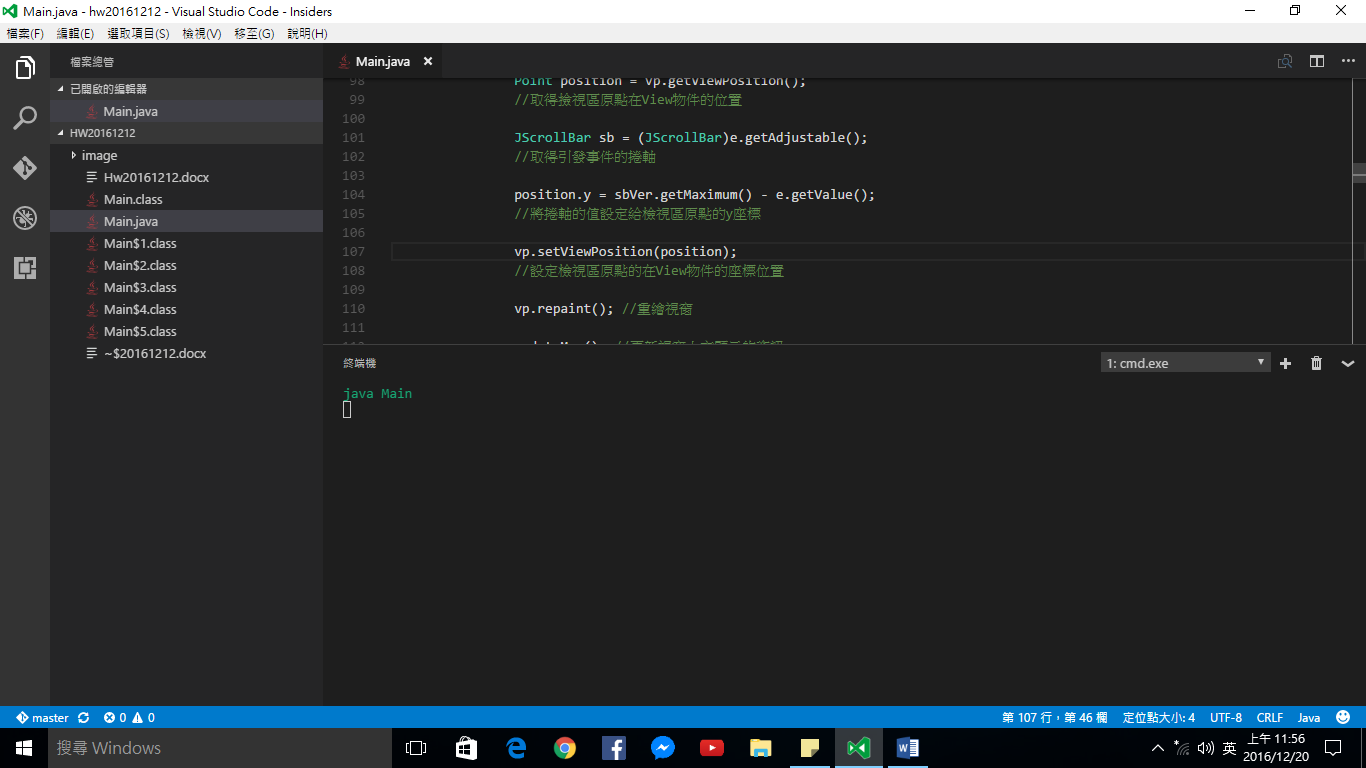 Main.java - hw20161212 - Visual Studio Code - Insiders
檔案(F) 編輯(E) 選取項目(S) 檢視(V) 移至(G) 說明(H)
檔案總管
已開啟的編輯器
Main.java
HW20161212
image
Hw20161212.docx
Main.class
Main.java
Main$1.class
Main$2.class
Main$3.class
Main$4.class
Main$5.class
~$20161212.docx
Main.java
98 Point position = vp.getViewPosition();
99 //取得檢視區原點在View物件的位置
100
101 JScrollBar sb = (JScrollBar)e.getAdjustable();
102 //取得引發事件的捲軸
103
104 position.y = sbVer.getMaximum() - e.getValue();
105 //將捲軸的值設定給檢視區原點的y座標
106
107 vp.setViewPosition(position);
108 //設定檢視區原點的在View物件的座標位置
109
110 vp.repaint(); //重繪視窗
111
終端機
1: cmd.exe
java Main
master 0 0
第 107 行，第 46 欄 定位點大小: 4 UTF-8 CRLF Java
搜尋 Windows
英
上午 11:56
2016/12/20